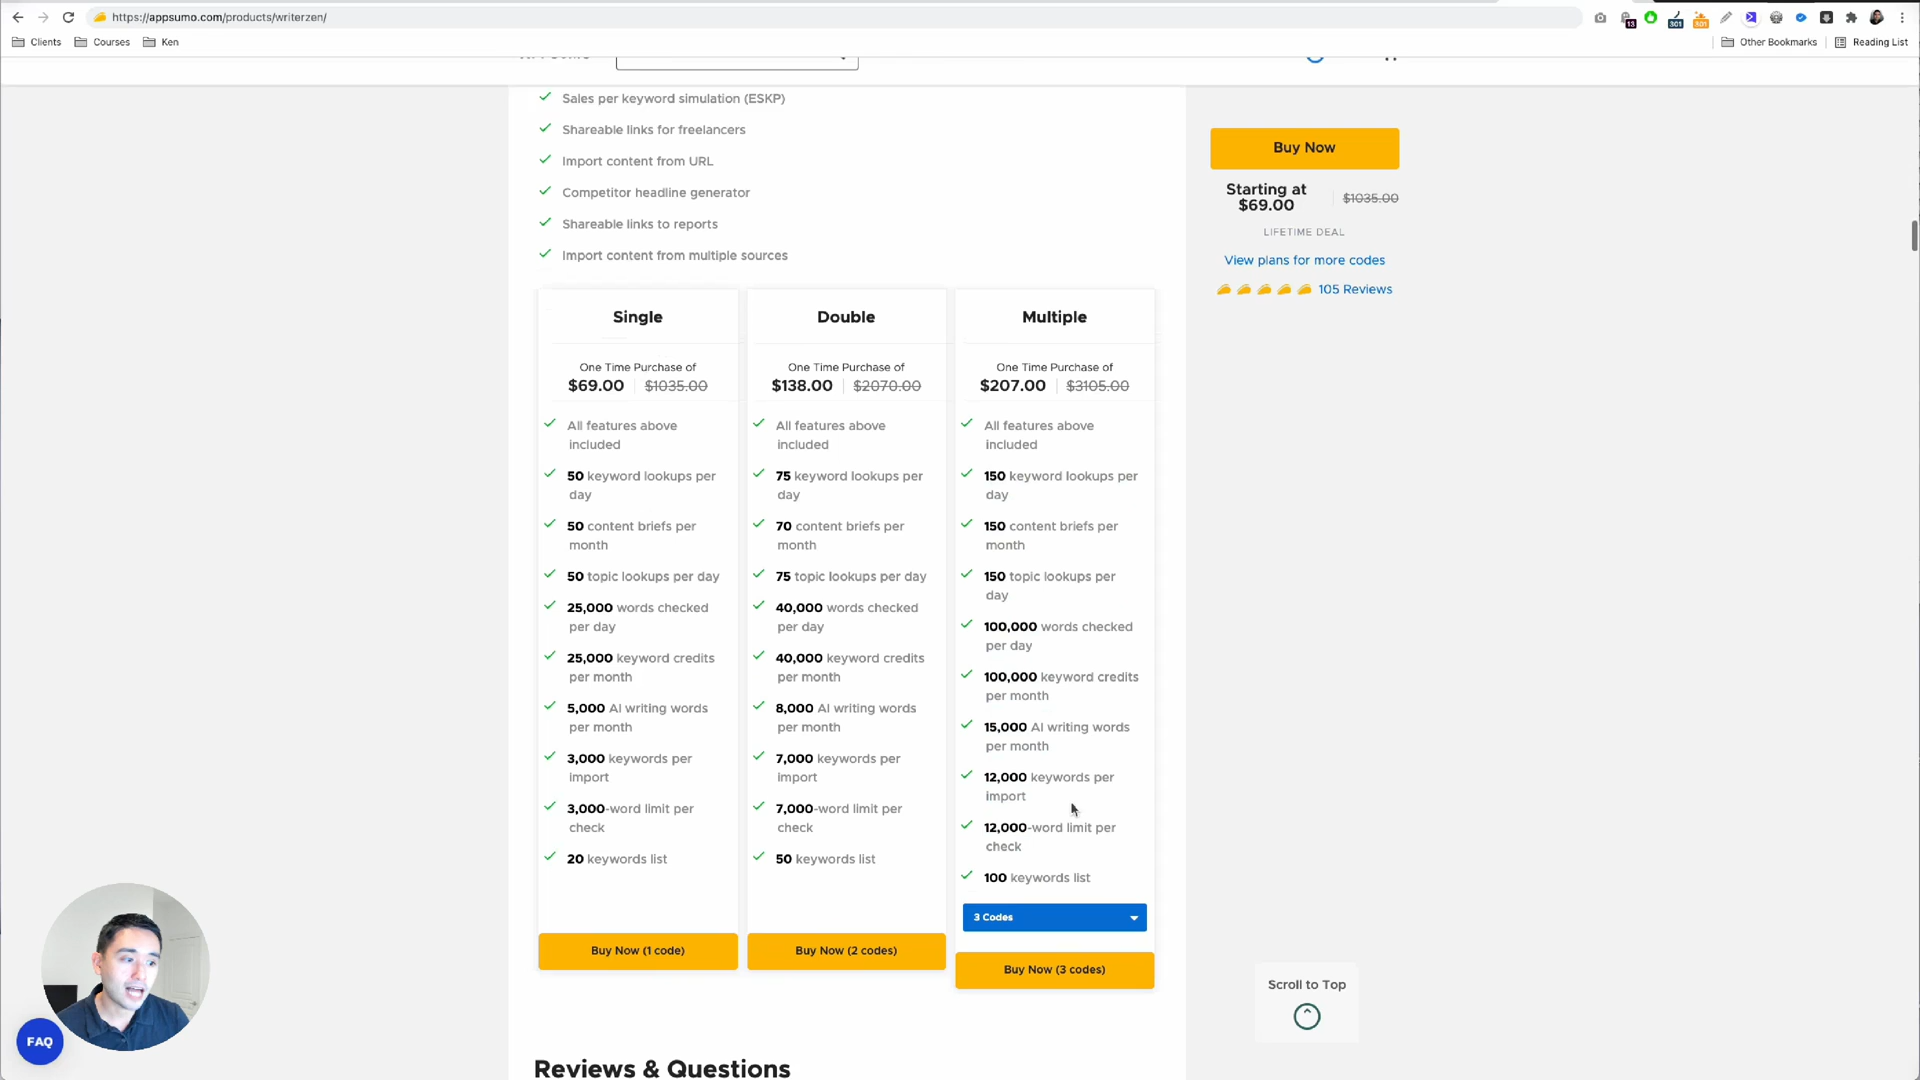 https://appsumo.com/products/writerzen/
13
301
301
Clients
Courses
Ken
Other Bookmarks
Reading List
Sales per keyword simulation (ESKP)
Shareable links for freelancers
Import content from URL
Competitor headline generator
Shareable links to reports
Import content from multiple sources
Buy Now
Starting at
$69.00
$1035.00
LIFETIME DEAL
View plans for more codes
105 Reviews
Single
One Time Purchase of
$69.00 $1035.00
All features above
included
50 keyword lookups per
day
50 content briefs per
month
50 topic lookups per day
25,000 words checked
per day
25,000 keyword credits
per month
5,000 AI writing words
per month
3,000 keywords per
import
3,000-word limit per
check
20 keywords list
Buy Now (1 code)
Double
One Time Purchase of
$138.00 $2070.00
All features above
included
75 keyword lookups per
day
70 content briefs per
month
75 topic lookups per day
40,000 words checked
per day
40,000 keyword credits
per month
8,000 AI writing words
per month
7,000 keywords per
import
7,000-word limit per
check
50 keywords list
Buy Now (2 codes)
Multiple
One Time Purchase of
$207.00 $3105.00
All features above
included
150 keyword lookups per
day
150 content briefs per
month
150 topic lookups per
day
100,000 words checked
per day
100,000 keyword credits
per month
15,000 AI writing words
per month
12,000 keywords per
import
12,000-word limit per
check
100 keywords list
3 Codes
Buy Now (3 codes)
Scroll to Top
FAQ
Reviews & Questions